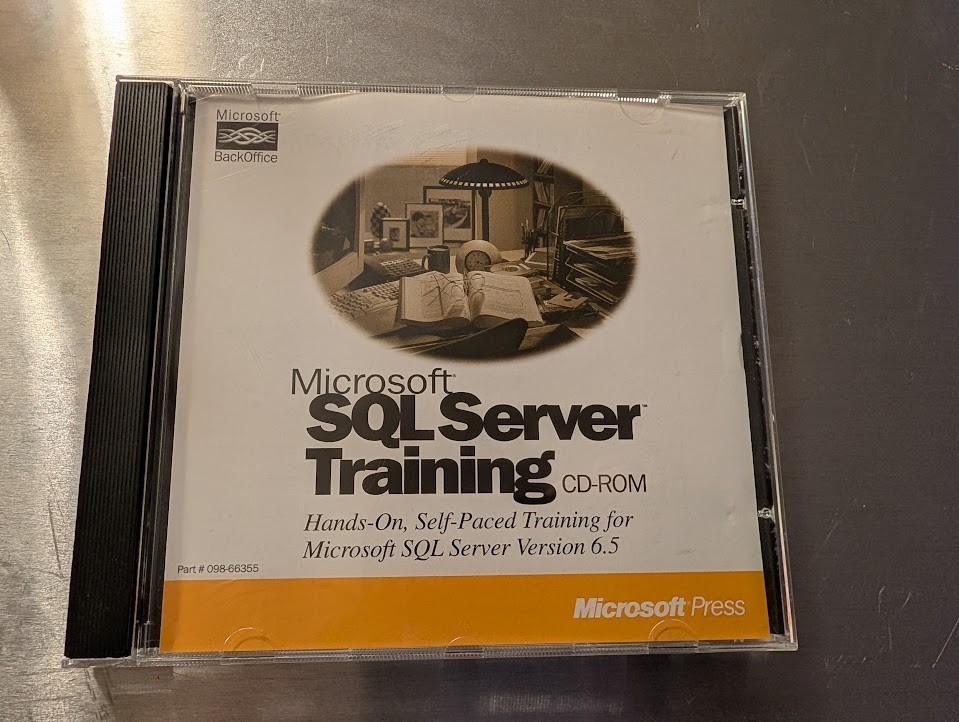 Microsoft®
BackOffice
Microsoft®
SQL Server™
Training CD-ROM
Hands-On, Self-Paced Training for
Microsoft SQL Server Version 6.5
Part # 098-66355
Microsoft Press